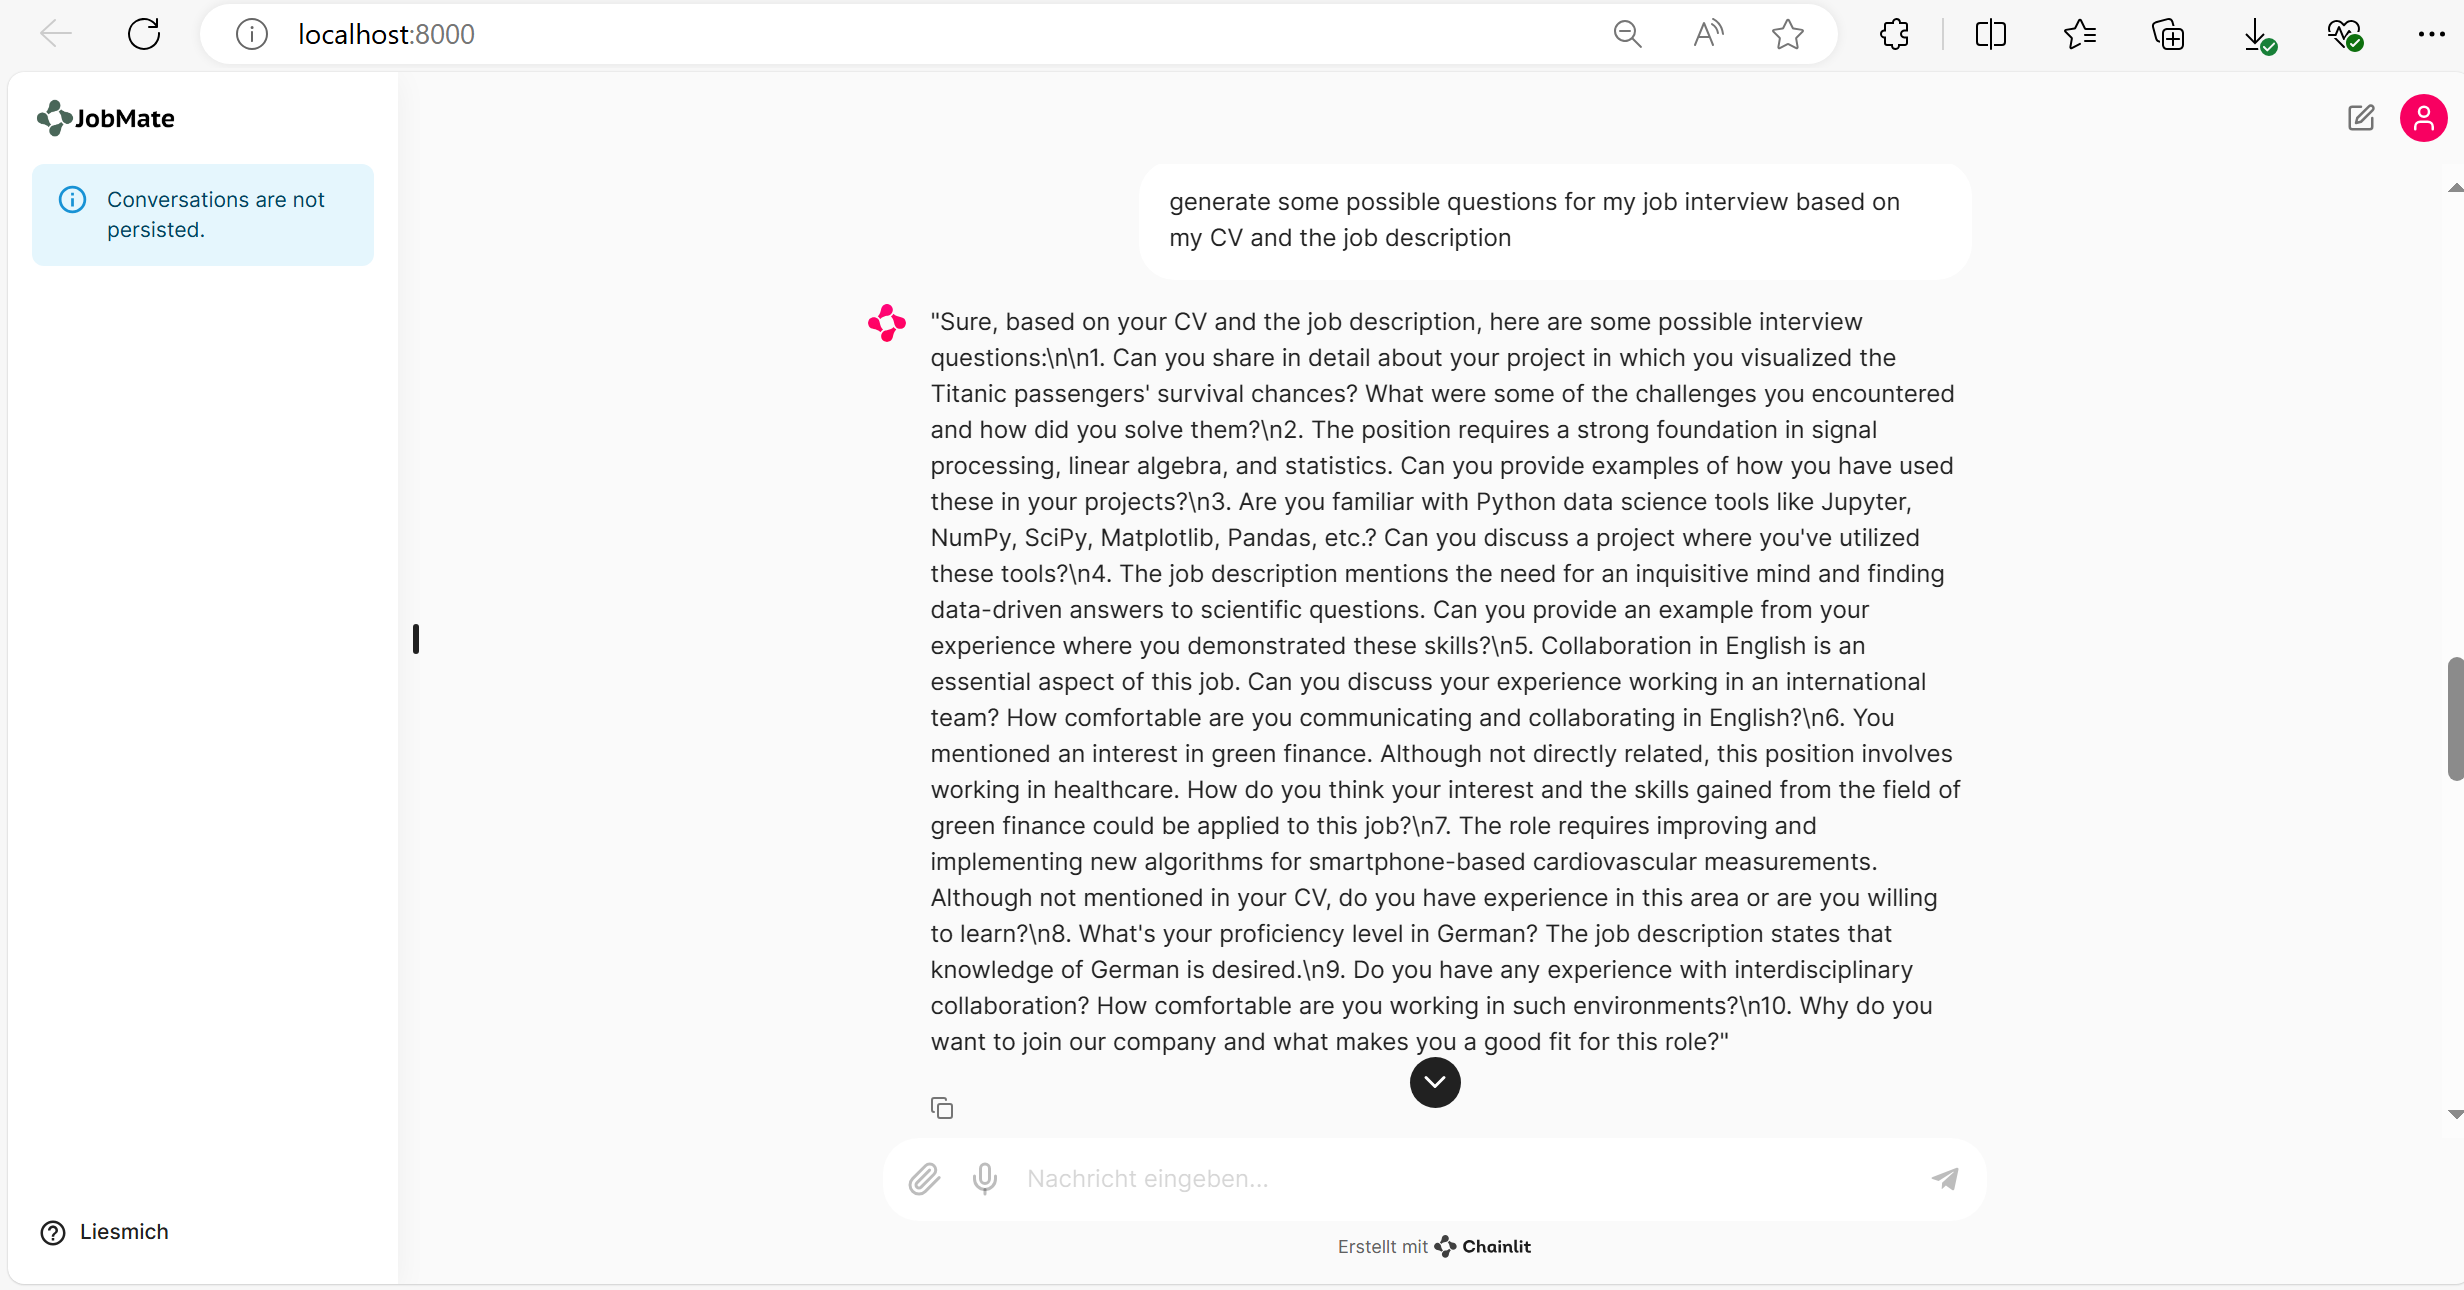 localhost:8000
JobMate
Conversations are not
persisted.
generate some possible questions for my job interview based on
my CV and the job description
"Sure, based on your CV and the job description, here are some possible interview
questions:\n\n1. Can you share in detail about your project in which you visualized the
Titanic passengers' survival chances? What were some of the challenges you encountered
and how did you solve them?\n2. The position requires a strong foundation in signal
processing, linear algebra, and statistics. Can you provide examples of how you have used
these in your projects?\n3. Are you familiar with Python data science tools like Jupyter,
NumPy, SciPy, Matplotlib, Pandas, etc.? Can you discuss a project where you've utilized
these tools?\n4. The job description mentions the need for an inquisitive mind and finding
data-driven answers to scientific questions. Can you provide an example from your
experience where you demonstrated these skills?\n5. Collaboration in English is an
essential aspect of this job. Can you discuss your experience working in an international
team? How comfortable are you communicating and collaborating in English?\n6. You
mentioned an interest in green finance. Although not directly related, this position involves
working in healthcare. How do you think your interest and the skills gained from the field of
green finance could be applied to this job?\n7. The role requires improving and
implementing new algorithms for smartphone-based cardiovascular measurements.
Although not mentioned in your CV, do you have experience in this area or are you willing
to learn?\n8. What's your proficiency level in German? The job description states that
knowledge of German is desired.\n9. Do you have any experience with interdisciplinary
collaboration? How comfortable are you working in such environments?\n10. Why do you
want to join our company and what makes you a good fit for this role?"
Nachricht eingeben...
Liesmich
Erstellt mit Chainlit